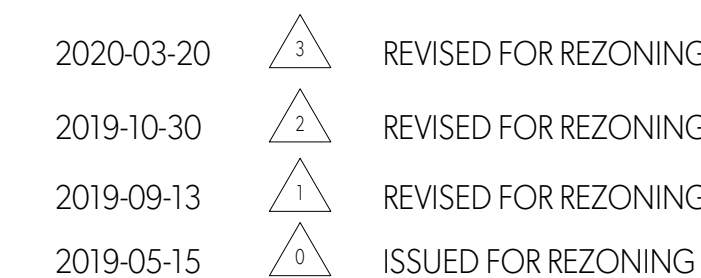 2020-03-20 3 REVISED FOR REZONING
2019-10-30 2 REVISED FOR REZONING
2019-09-13 1 REVISED FOR REZONING
2019-05-15 0 ISSUED FOR REZONING